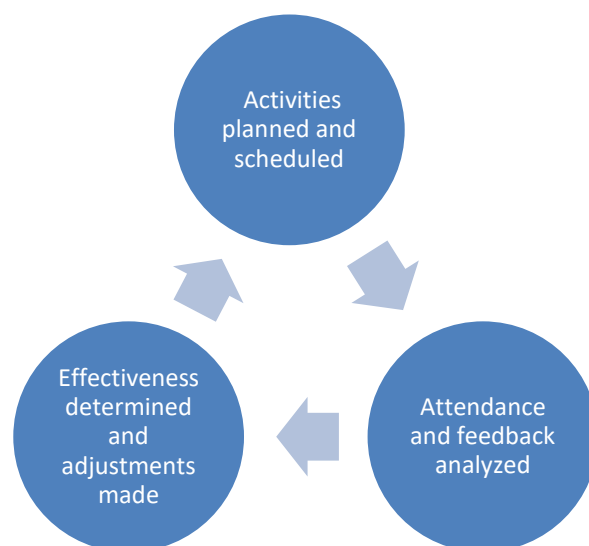 Activities
planned and
scheduled
Attendance
and feedback
analyzed
Effectiveness
determined
and
adjustments
made